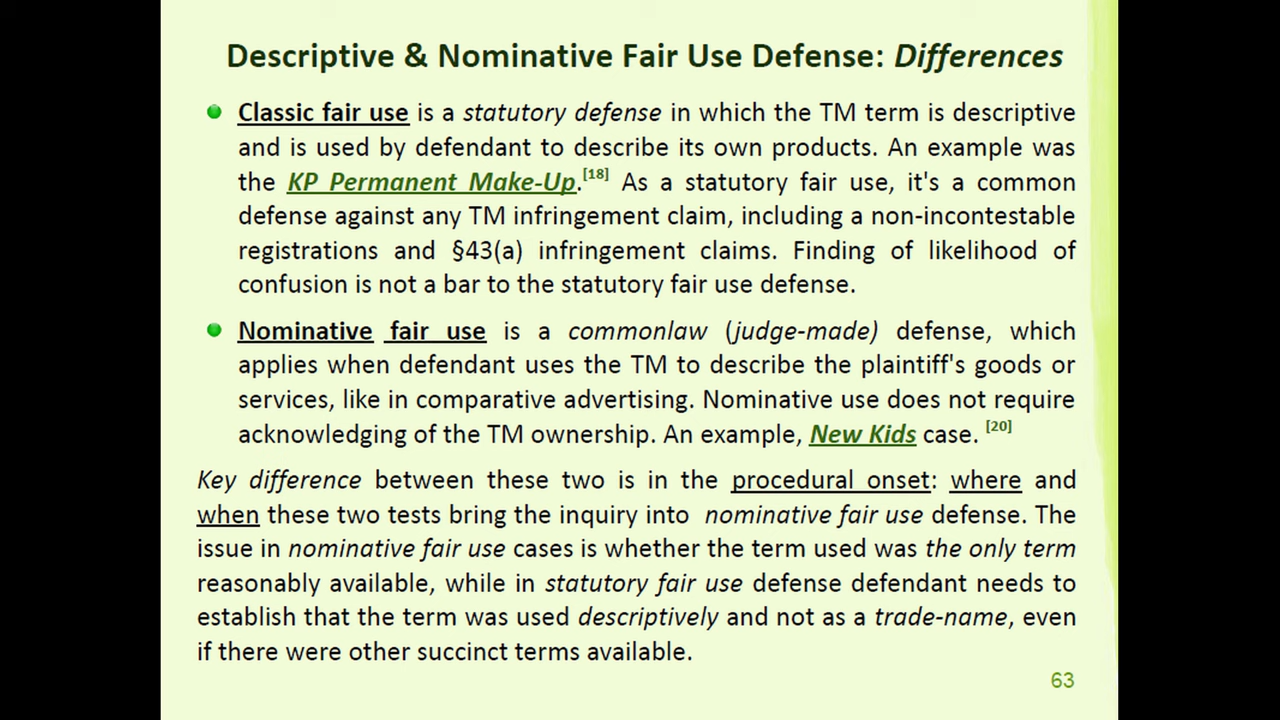 Descriptive & Nominative Fair Use Defense: Differences
Classic fair use is a statutory defense in which the TM term is descriptive
and is used by defendant to describe its own products. An example was
the KP Permanent Make-Up.[18] As a statutory fair use, it's a common
defense against any TM infringement claim, including a non-incontestable
registrations and §43(a) infringement claims. Finding of likelihood of
confusion is not a bar to the statutory fair use defense.
Nominative fair use is a commonlaw (judge-made) defense, which
applies when defendant uses the TM to describe the plaintiff's goods or
services, like in comparative advertising. Nominative use does not require
acknowledging of the TM ownership. An example, New Kids case. [20]
Key difference between these two is in the procedural onset: where and
when these two tests bring the inquiry into nominative fair use defense. The
issue in nominative fair use cases is whether the term used was the only term
reasonably available, while in statutory fair use defense defendant needs to
establish that the term was used descriptively and not as a trade-name, even
if there were other succinct terms available.
63